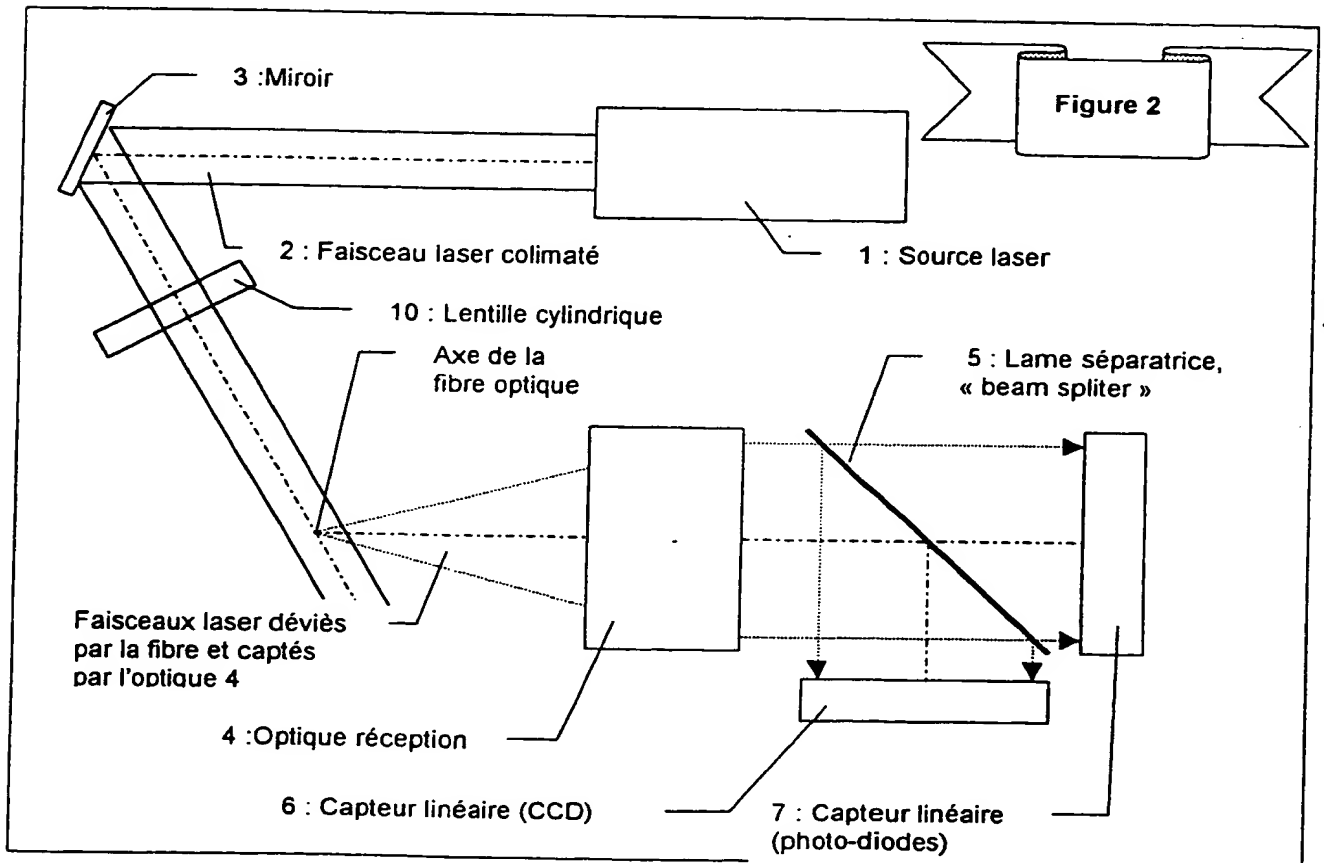 3 :Miroir
Figure 2
2 : Faisceau laser colimaté
1 : Source laser
10 : Lentille cylindrique
Axe de la
fibre optique
5 : Lame séparatrice,
« beam spliter »
Faisceaux laser déviès
par la fibre et captés
par l'optique 4
4 :Optique réception
6 : Capteur linéaire (CCD)
7 : Capteur linéaire
(photo-diodes)